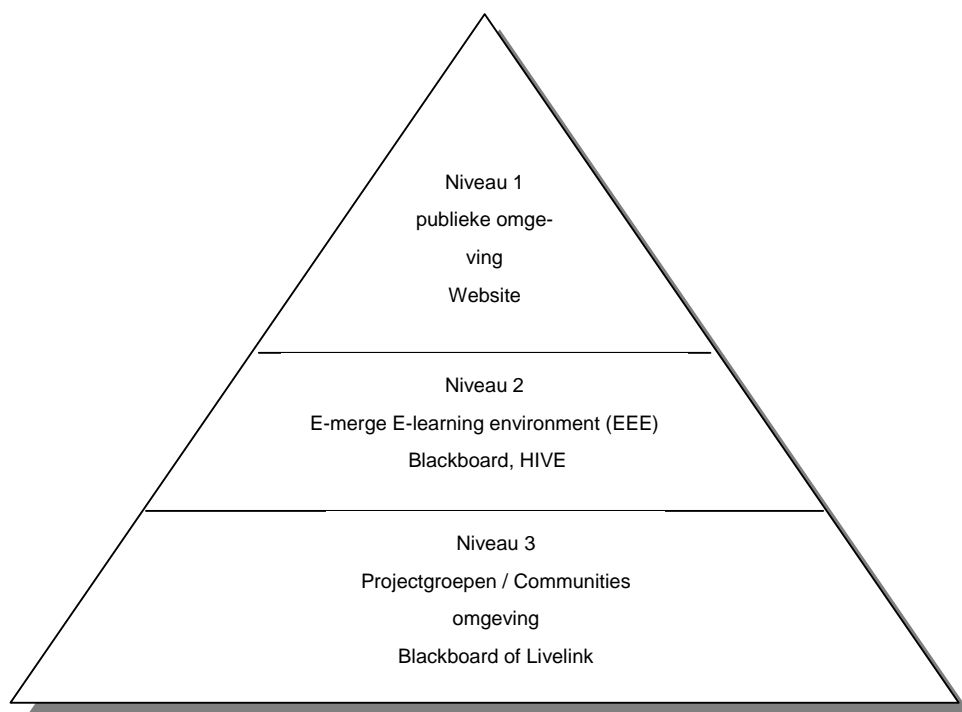 Niveau 1
publieke omge-
ving
Website
Niveau 2
E-merge E-learning environment (EEE)
Blackboard, HIVE
Niveau 3
Projectgroepen / Communities
omgeving
Blackboard of Livelink